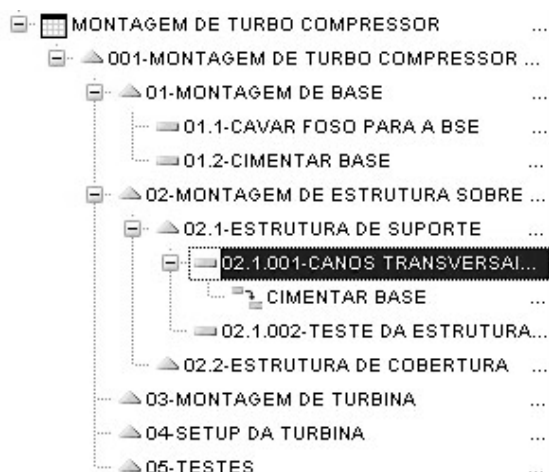 MONTAGEM DE TURBO COMPRESSOR ...
001-MONTAGEM DE TURBO COMPRESSOR ...
01-MONTAGEM DE BASE ...
01.1-CAVAR FOSO PARA A BSE ...
01.2-CIMENTAR BASE ...
02-MONTAGEM DE ESTRUTURA SOBRE ...
02.1-ESTRUTURA DE SUPORTE ...
02.1.001-CANOS TRANSVERSAI...
CIMENTAR BASE ...
02.1.002-TESTE DA ESTRUTURA...
02.2-ESTRUTURA DE COBERTURA ...
03-MONTAGEM DE TURBINA ...
04-SETUP DA TURBINA ...
05-TESTES ...